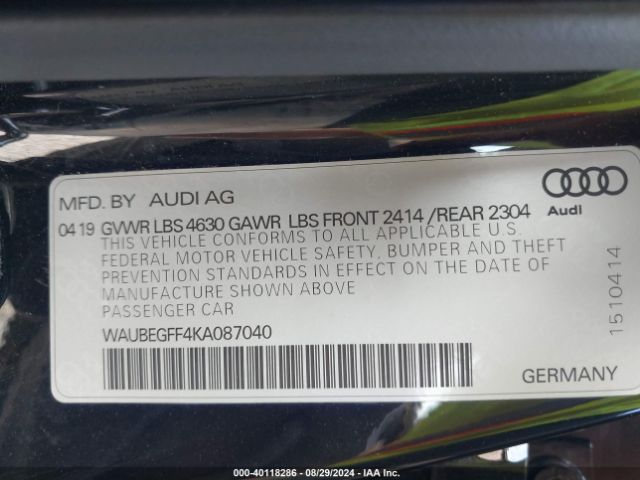 MFD. BY AUDI AG
Audi
04 19 GVWR LBS 4630 GAWR LBS FRONT 2414 /REAR 2304
THIS VEHICLE CONFORMS TO ALL APPLICABLE U.S.
FEDERAL MOTOR VEHICLE SAFETY, BUMPER AND THEFT
PREVENTION STANDARDS IN EFFECT ON THE DATE OF
MANUFACTURE SHOWN ABOVE
PASSENGER CAR
WAUBEGFF4KA087040
GERMANY
1510414
000-40118286 - 08/29/2024 - IAA Inc.